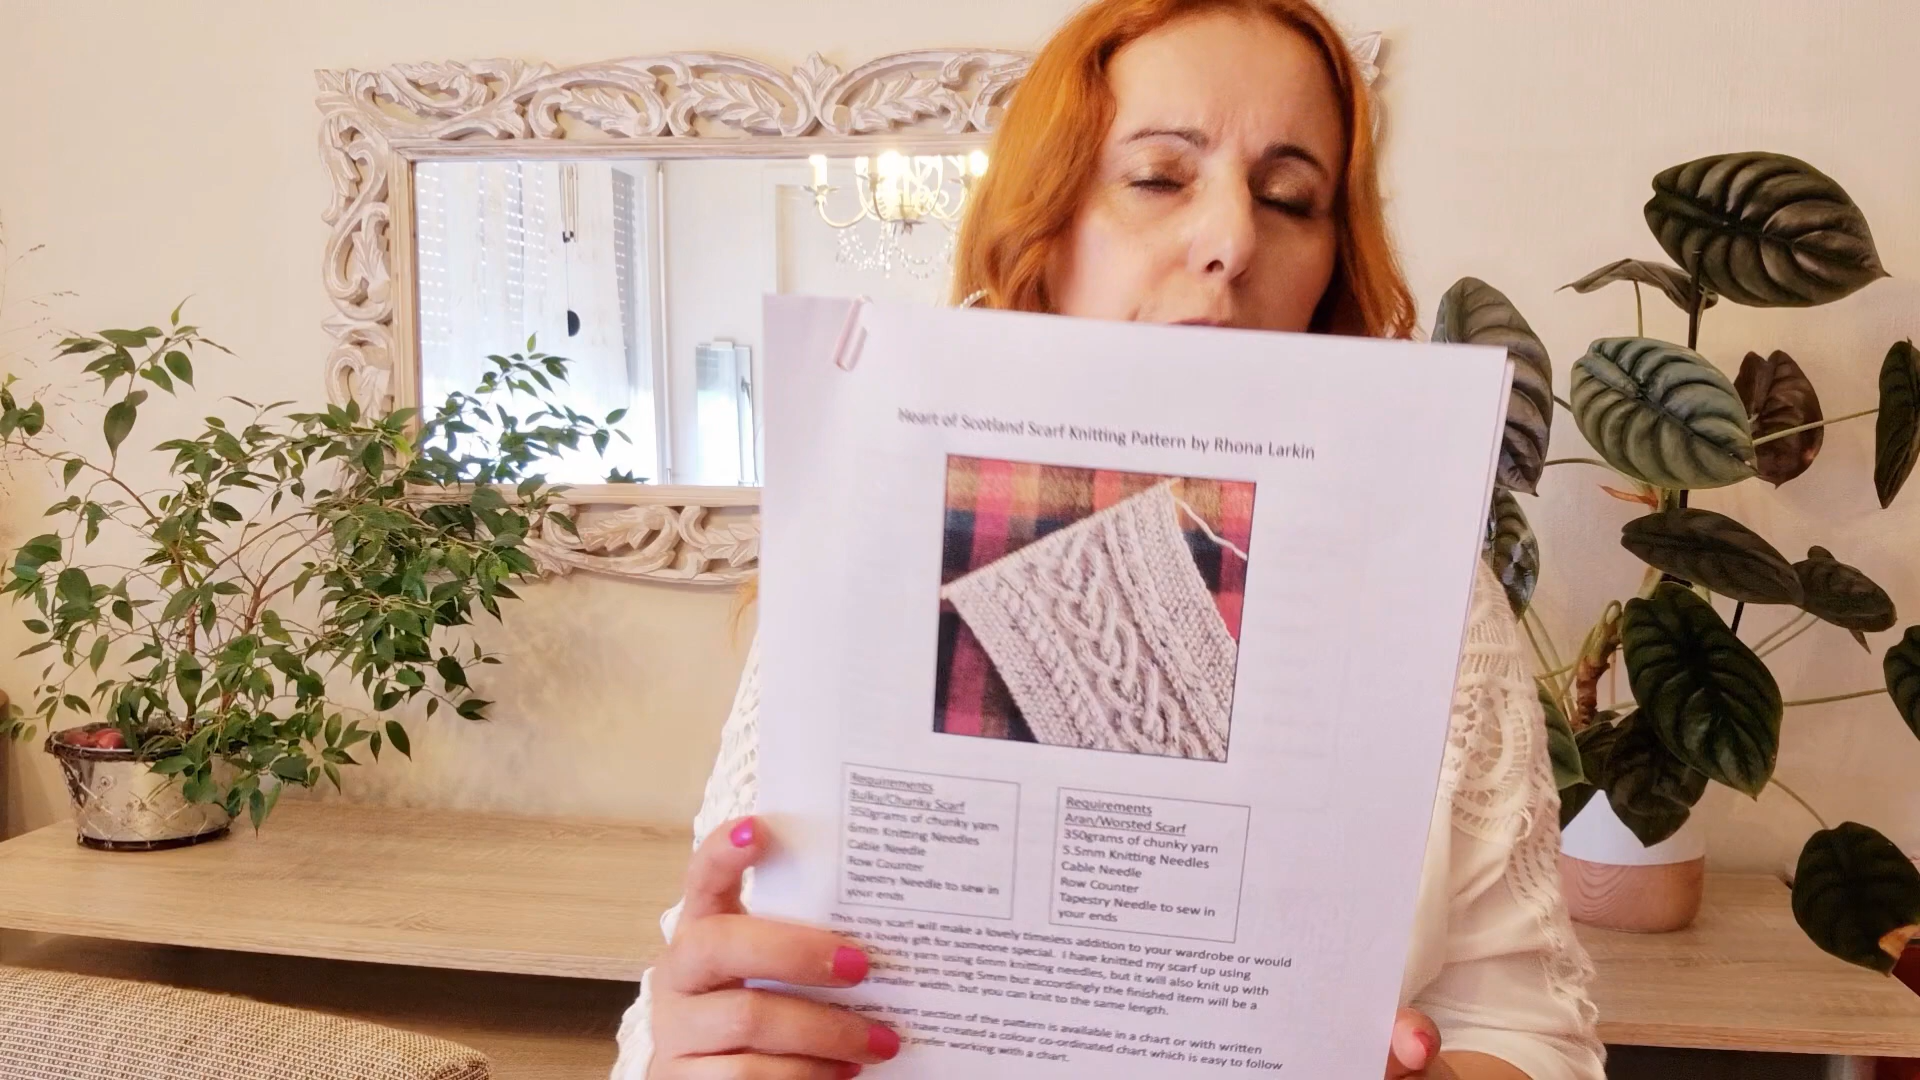 Heart of Scotland Scarf Knitting Pattern by Rhona Larkin
Requirements
Bulky/Chunky Scarf
350grams of chunky yarn
6mm Knitting Needles
Cable Needle
Row Counter
Tapestry Needle to sew in
your ends
Requirements
Aran/Worsted Scarf
350grams of chunky yarn
5.5mm Knitting Needles
Cable Needle
Row Counter
Tapestry Needle to sew in
your ends
This cosy scarf will make a lovely timeless addition to your wardrobe or would
make a lovely gift for someone special. I have knitted my scarf up using
/Chunky yarn using 6mm knitting needles, but it will also knit up with
Aran yarn using 5mm but accordingly the finished item will be a
smaller width, but you can knit to the same length.
The cable heart section of the pattern is available in a chart or with written
I have created a colour co-ordinated chart which is easy to follow
prefer working with a chart.